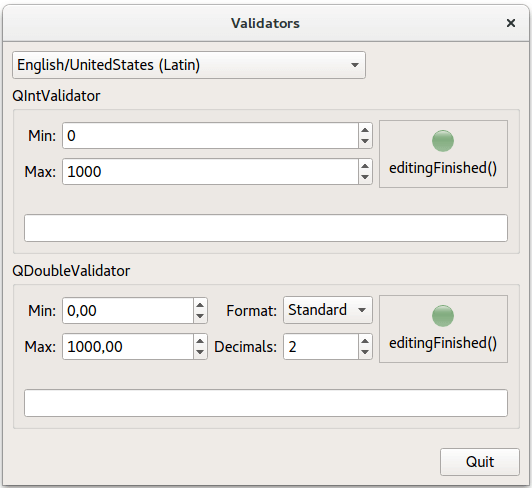 Validators
English/UnitedStates (Latin)
QIntValidator
Min: 0
Max: 1000
editingFinished()
QDoubleValidator
Min: 0,00 Format: Standard
Max: 1000,00 Decimals: 2
editingFinished()
Quit